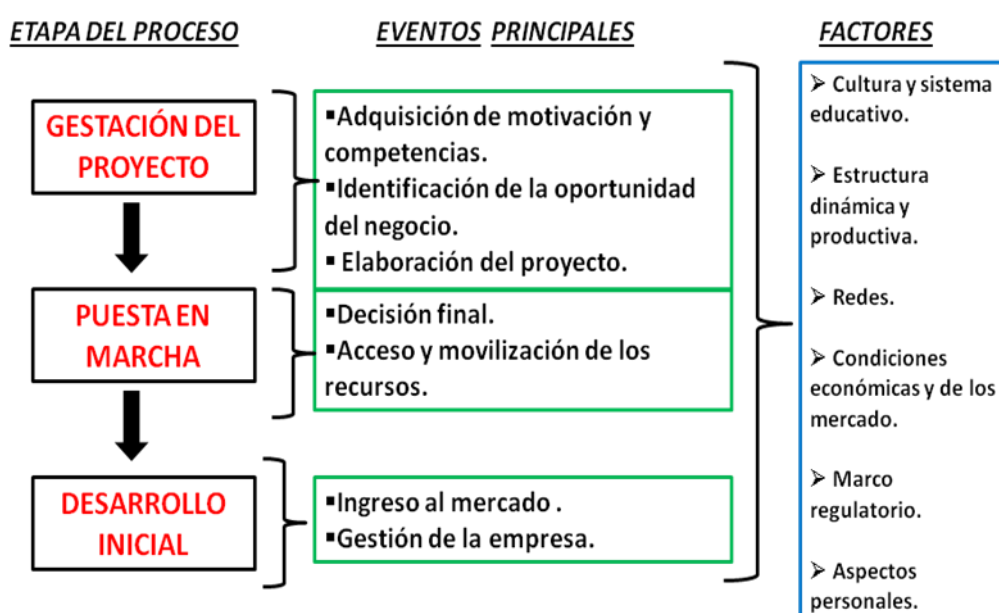 ETAPA DEL PROCESO
EVENTOS PRINCIPALES
FACTORES
GESTACIÓN DEL
PROYECTO
▪Adquisición de motivación y
competencias.
▪Identificación de la oportunidad
del negocio.
▪ Elaboración del proyecto.
PUESTA EN
MARCHA
▪Decisión final.
▪Acceso y movilización de los
recursos.
DESARROLLO
INICIAL
▪Ingreso al mercado .
▪Gestión de la empresa.
➢ Cultura y sistema
educativo.
➢ Estructura
dinámica y
productiva.
➢ Redes.
➢ Condiciones
económicas y de los
mercado.
➢ Marco
regulatorio.
➢ Aspectos
personales.